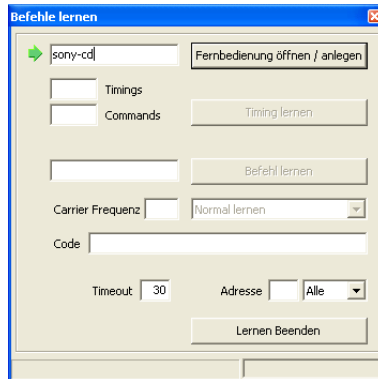 Befehle lernen
sony-cd Fernbedienung öffnen / anlegen
Timings
Commands Timing lernen
Befehl lernen
Carrier Frequenz Normal lernen
Code
Timeout 30 Adresse Alle
Lernen Beenden